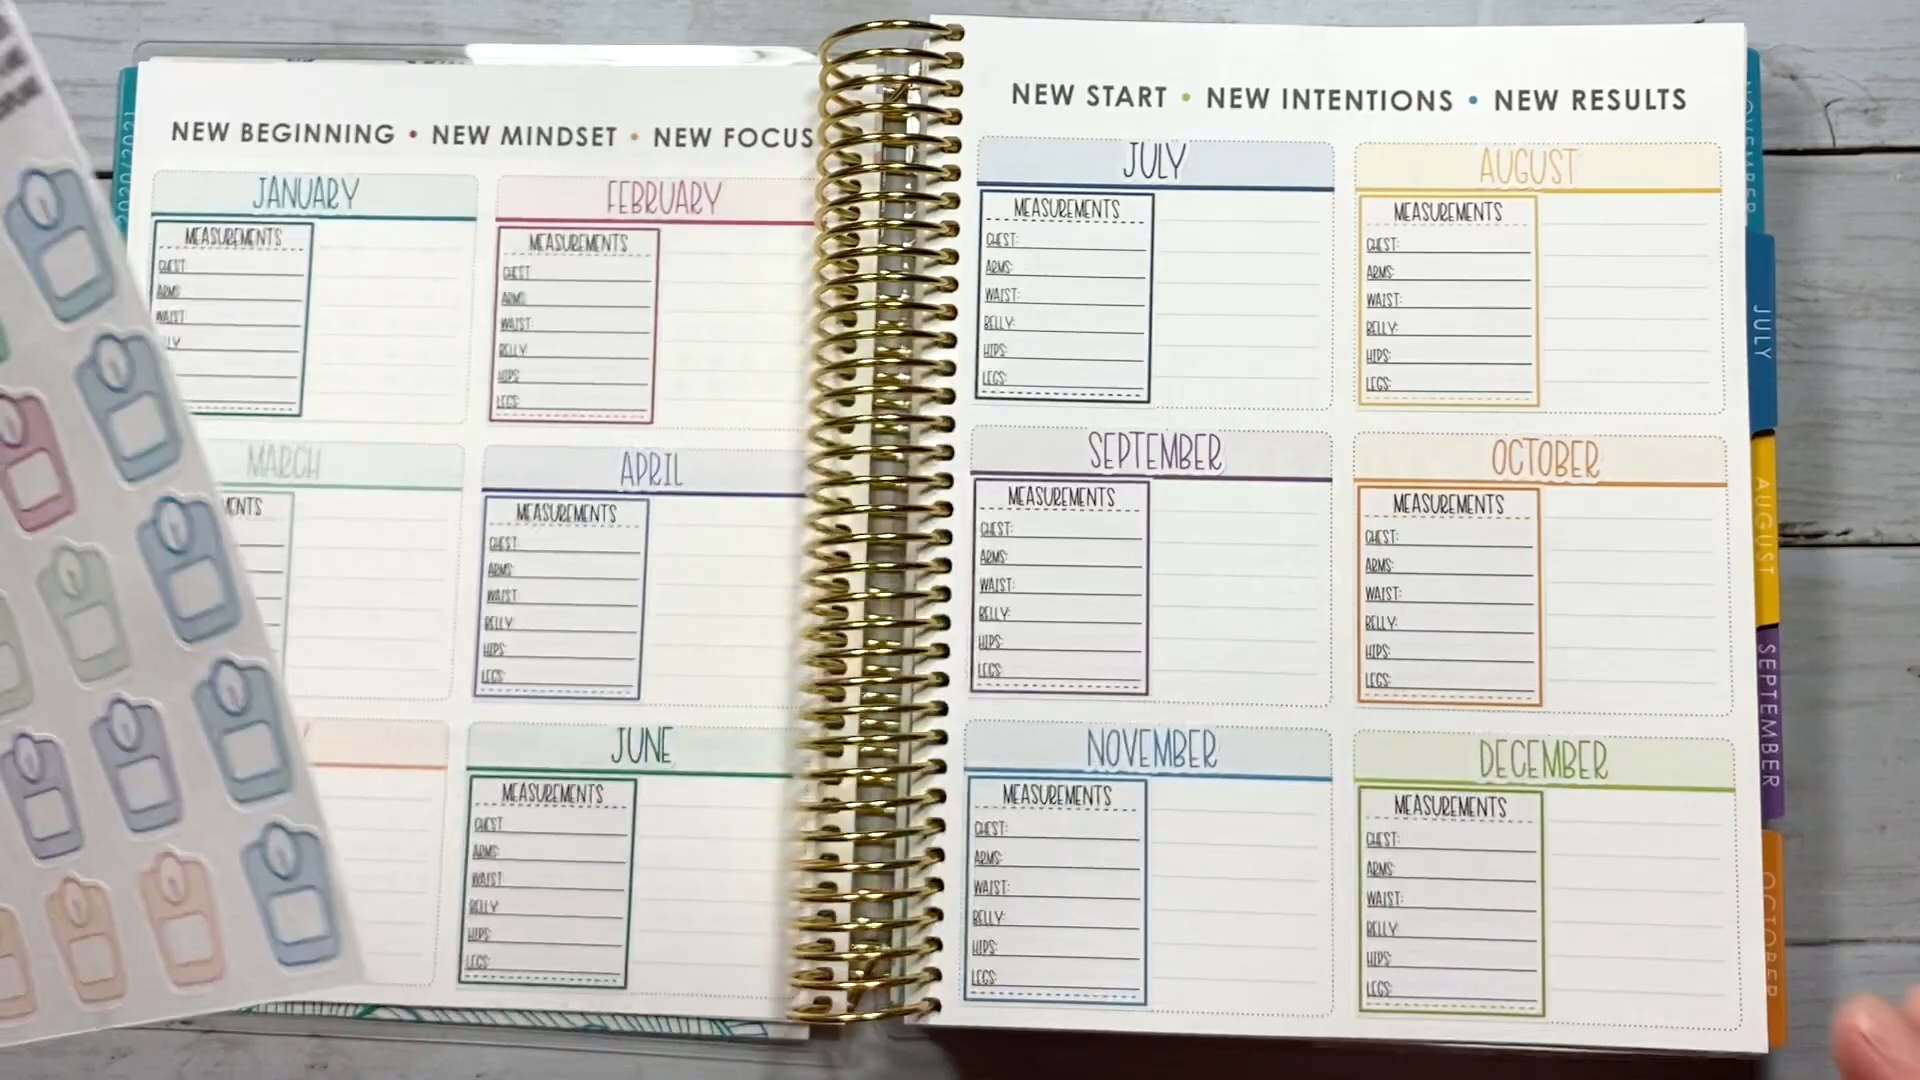 2020/2021
NEW BEGINNING • NEW MINDSET • NEW FOCUS
JANUARY
MEASUREMENTS
CHEST:
ARMS:
WAIST:
FEBRUARY
MEASUREMENTS
CHEST:
ARMS:
WAIST:
BELLY:
HIPS:
LEGS:
MARCH
APRIL
MEASUREMENTS
CHEST:
ARMS:
WAIST:
BELLY:
HIPS:
LEGS:
JUNE
MEASUREMENTS
CHEST:
ARMS:
WAIST:
BELLY:
HIPS:
LEGS:
NEW START • NEW INTENTIONS • NEW RESULTS
JULY
MEASUREMENTS
CHEST:
ARMS:
WAIST:
BELLY:
HIPS:
LEGS:
AUGUST
MEASUREMENTS
CHEST:
ARMS:
WAIST:
BELLY:
HIPS:
LEGS:
SEPTEMBER
MEASUREMENTS
CHEST:
ARMS:
WAIST:
BELLY:
HIPS:
LEGS:
OCTOBER
MEASUREMENTS
CHEST:
ARMS:
WAIST:
BELLY:
HIPS:
LEGS:
NOVEMBER
MEASUREMENTS
CHEST:
ARMS:
WAIST:
BELLY:
HIPS:
LEGS:
DECEMBER
MEASUREMENTS
CHEST:
ARMS:
WAIST:
BELLY:
HIPS:
LEGS:
NOVEMBER
JULY
AUGUST
SEPTEMBER
OCTOBER